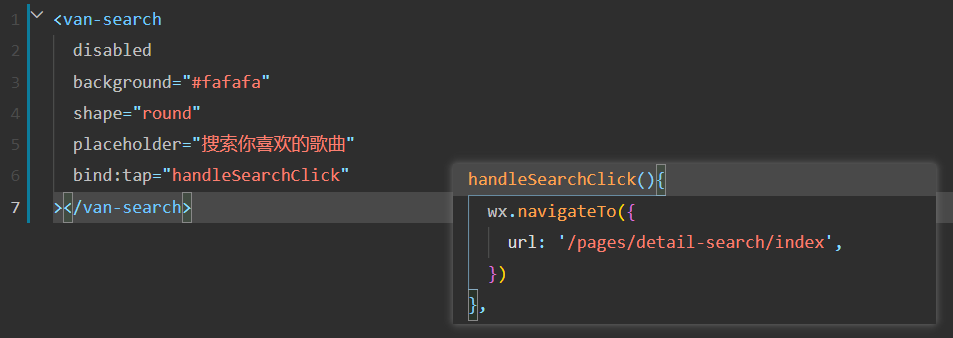 1 <van-search
2 disabled
3 background="#fafafa"
4 shape="round"
5 placeholder="搜索你喜欢的歌曲"
6 bind:tap="handleSearchClick"
7 ></van-search>
handleSearchClick(){
wx.navigateTo({
url: '/pages/detail-search/index',
})
},